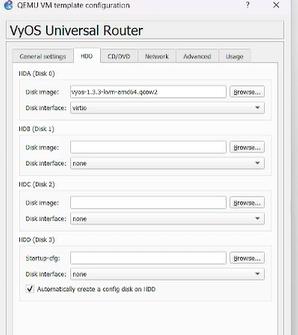 QEMU VM template configuration ? ×
VyOS Universal Router
General settings HDD CD/DVD Network Advanced Usage
HDA (Disk 0)
Disk image: vyos-1.3.3-kvm-amd64.qcow2 Browse...
Disk interface: virtio
HDB (Disk 1)
Disk image: Browse...
Disk interface: none
HDC (Disk 2)
Disk image: Browse...
Disk interface: none
HDD (Disk 3)
Startup-cfg: Browse...
Disk interface: none
Automatically create a config disk on HDD